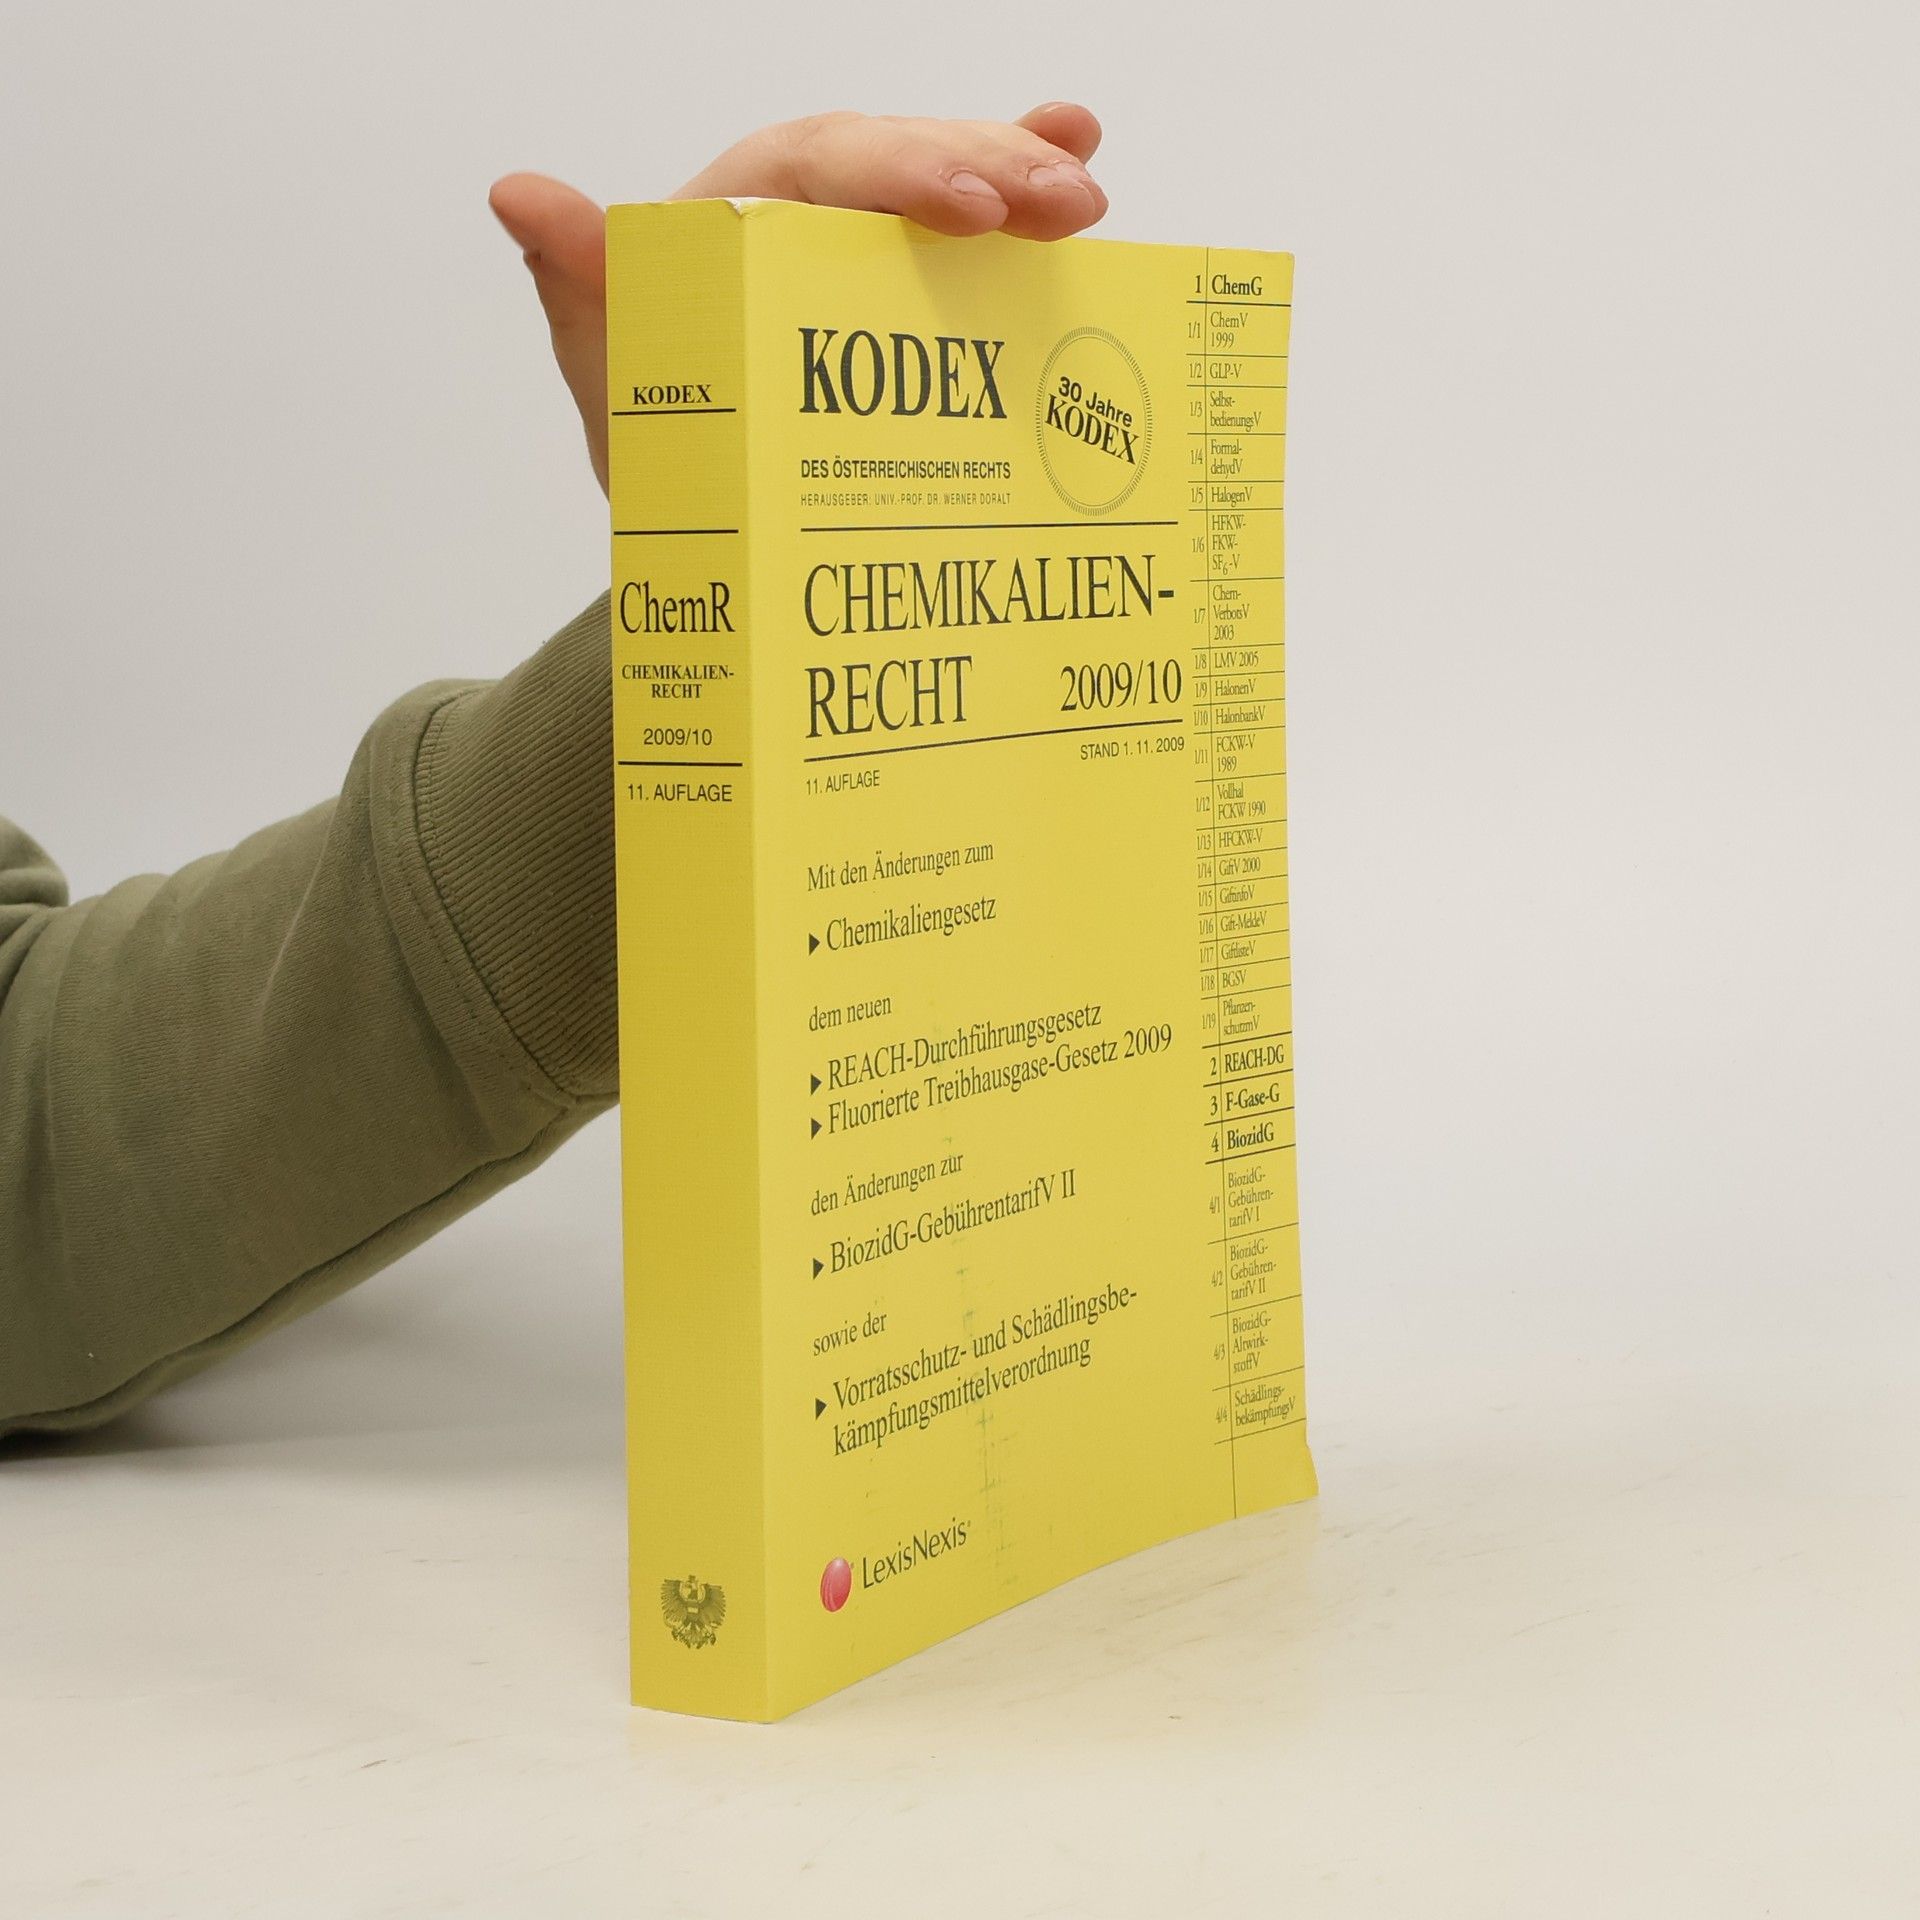 KODEX
ChemR
CHEMIKALIEN-
RECHT
2009/10
11. AUFLAGE
KODEX
30 Jahre
KODEX
DES ÖSTERREICHISCHEN RECHTS
HERAUSGEBER: UNIV.-PROF. DR. WERNER DORALT
CHEMIKALIEN-
RECHT 2009/10
STAND 1. 11. 2009
11. AUFLAGE
Mit den Änderungen zum
Chemikaliengesetz
dem neuen
REACH-Durchführungsgesetz
Fluorierte Treibhausgase-Gesetz 2009
den Änderungen zur
BiozidG-GebührentarifV II
sowie der
Vorratsschutz- und Schädlingsbe-
kämpfungsmittelverordnung
LexisNexis®
1 ChemG
1/1 ChemV
1999
1/2 GLP-V
1/3 Selbst-
bedienungsV
1/4 Formal-
dehydV
1/5 HalogenV
1/6 HFKW-
FKW-
SF6-V
1/7 Chem-
VerbotsV
2003
1/8 LMV 2005
1/9 HalonenV
1/10 HalonbankV
1/11 FCKW-V
1989
1/12 Vollhal
FCKW 1990
1/13 HFCKW-V
1/14 GiftV 2000
1/15 GiftinfoV
1/16 Gift-MeldeV
1/17 GiftlisteV
1/18 BGSV
1/19 Pflanzen-
schutzmV
2 REACH-DG
3 F-Gase-G
4 BiozidG
4/1 BiozidG-
Gebühren-
tarifV I
4/2 BiozidG-
Gebühren-
tarifV II
4/3 BiozidG-
Altwirk-
stoffV
4/4 Schädlings-
bekämpfungsV